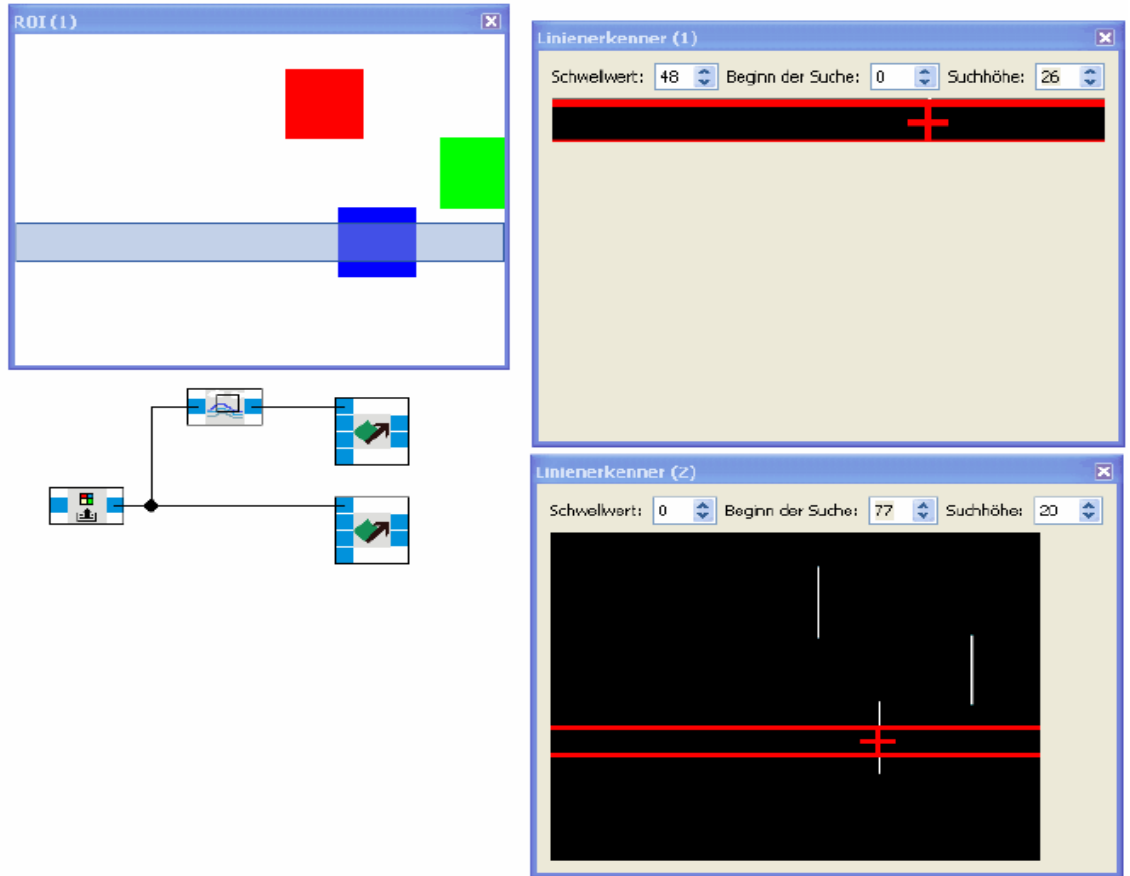 ROI (1)
Linienerkenner (1)
Schwellwert: 48 Beginn der Suche: 0 Suchhöhe: 26
Linienerkenner (2)
Schwellwert: 0 Beginn der Suche: 77 Suchhöhe: 20